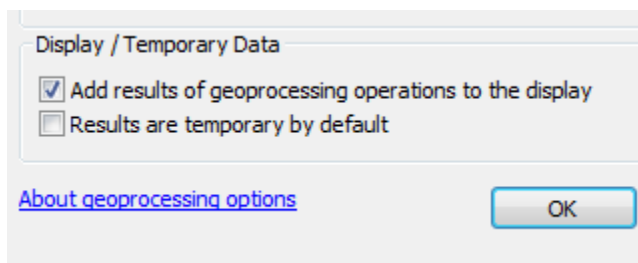 Display / Temporary Data
Add results of geoprocessing operations to the display
Results are temporary by default
About geoprocessing options
OK